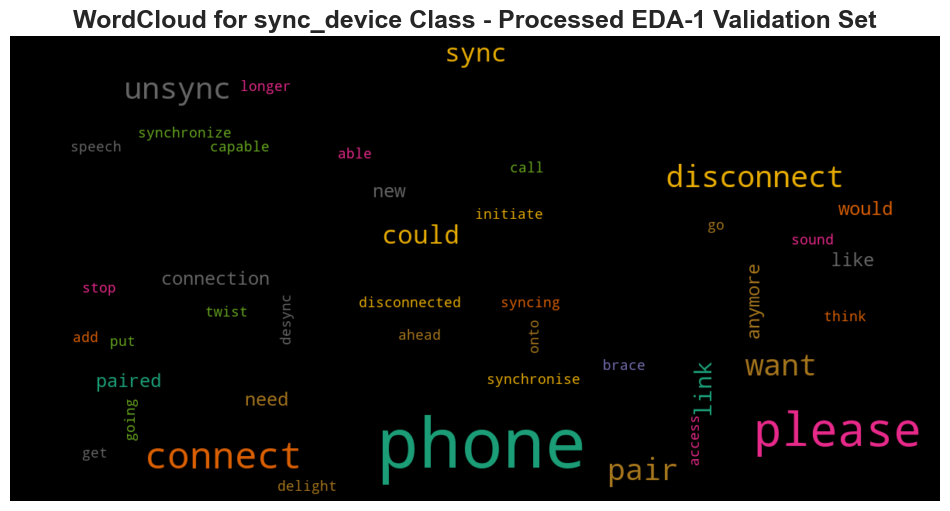 WordCloud for sync_device Class - Processed EDA-1 Validation Set
sync
unsync
longer
synchronize
speech
capable
able
call
disconnect
new
would
initiate
go
could
sound
like
connection
anymore
stop
desync
disconnected
syncing
twist
think
add
put
ahead
onto
brace
want
synchronise
paired
link
need
going
please
phone
access
get
connect
pair
delight